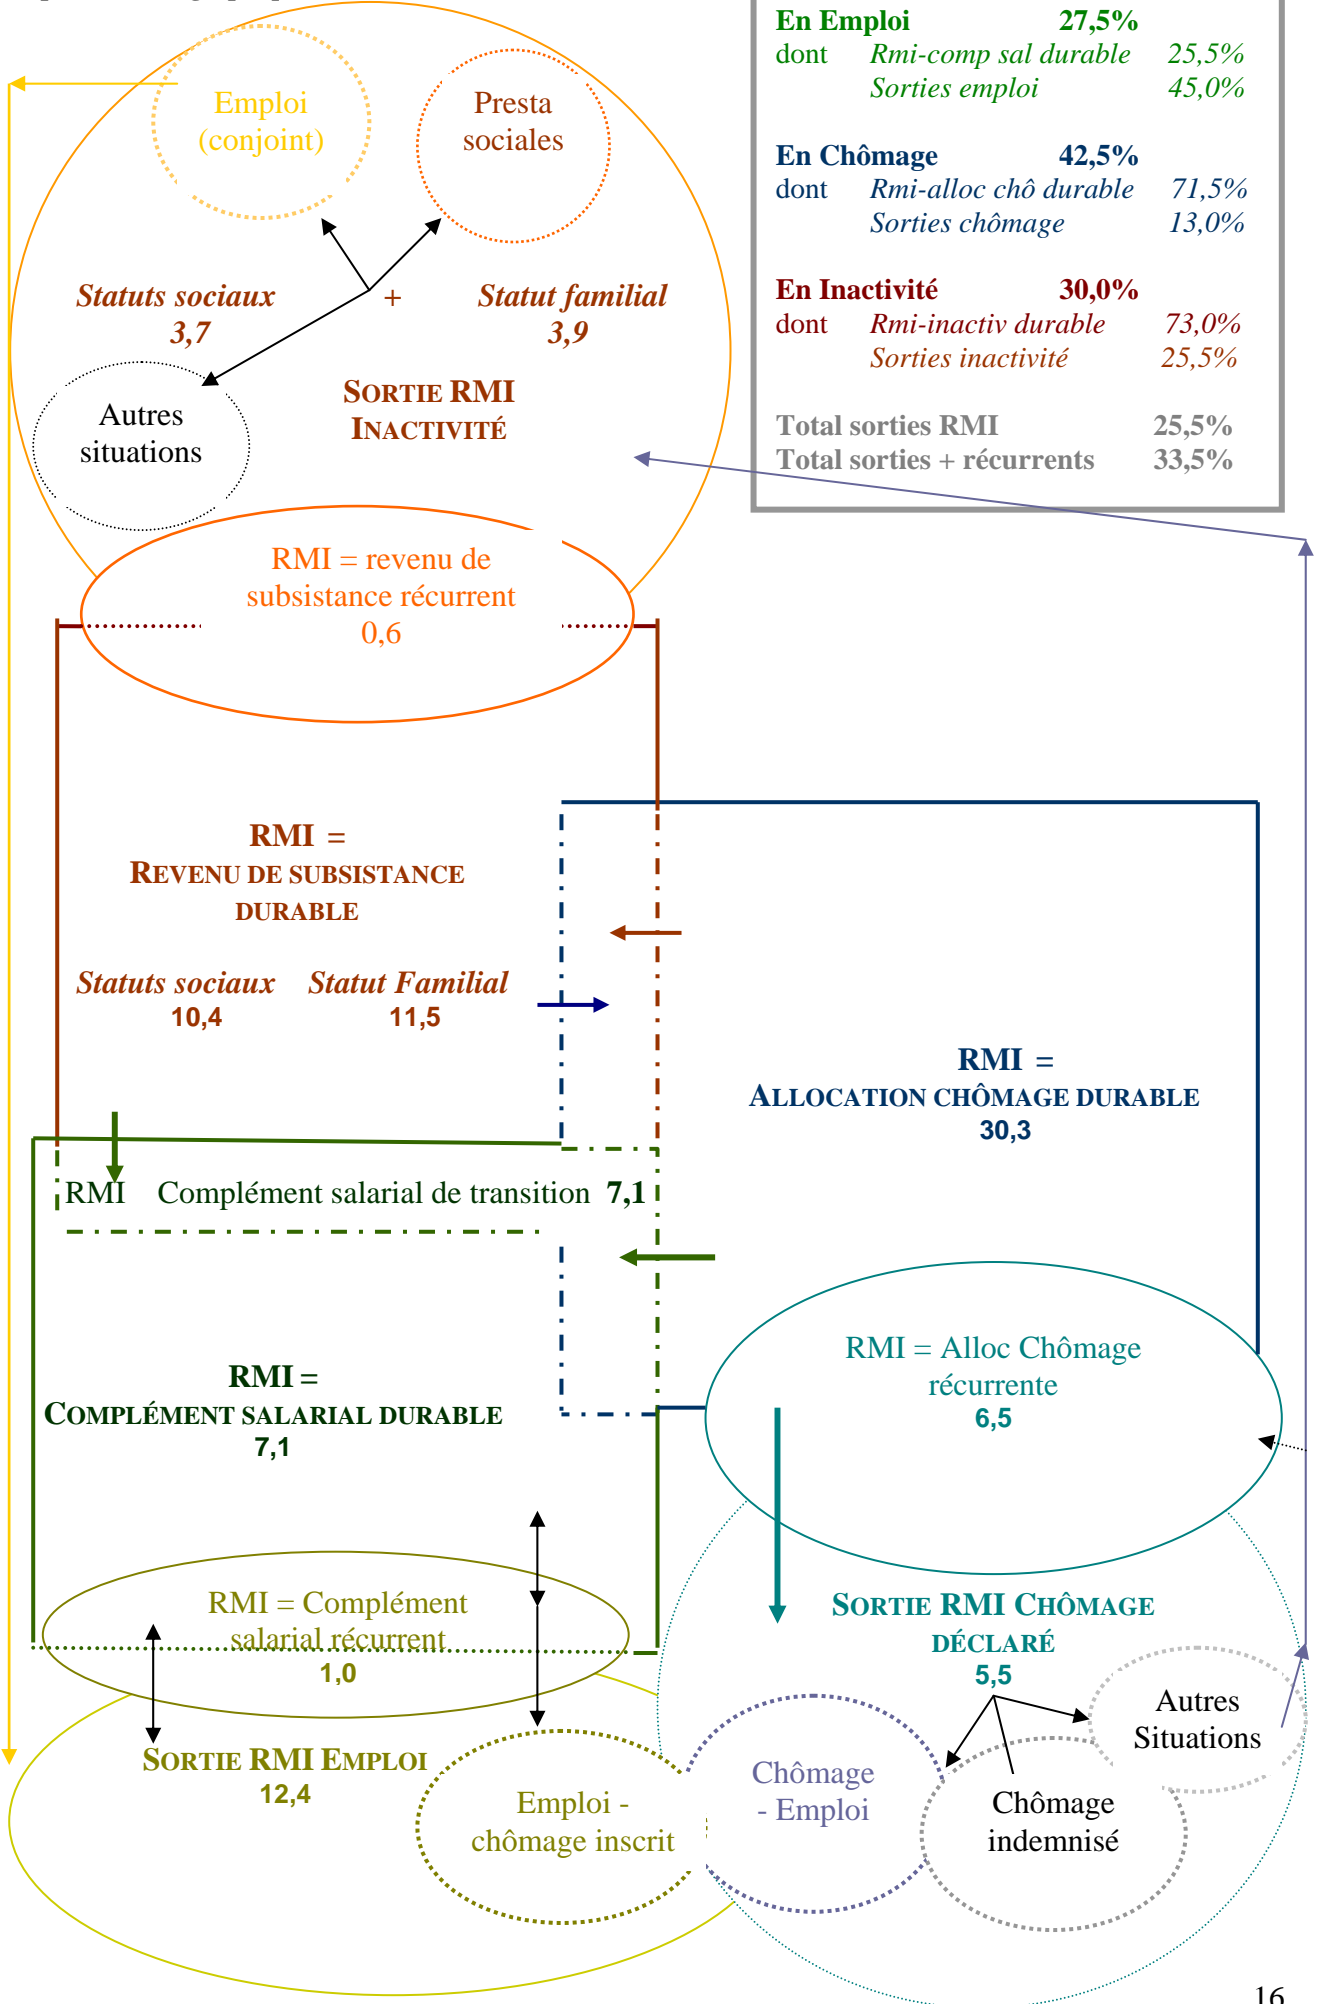 En Emploi 27,5%
dont Rmi-comp sal durable 25,5%
Sorties emploi 45,0%
En Chômage 42,5%
dont Rmi-alloc chô durable 71,5%
Sorties chômage 13,0%
En Inactivité 30,0%
dont Rmi-inactiv durable 73,0%
Sorties inactivité 25,5%
Total sorties RMI 25,5%
Total sorties + récurrents 33,5%
Emploi
(conjoint)
Presta
sociales
Statuts sociaux + Statut familial
3,7 3,9
SORTIE RMI
INACTIVITÉ
Autres
situations
RMI = revenu de
subsistance récurrent
0,6
RMI =
REVENU DE SUBSISTANCE
DURABLE
Statuts sociaux Statut Familial
10,4 11,5
RMI =
ALLOCATION CHÔMAGE DURABLE
30,3
RMI Complément salarial de transition 7,1
RMI =
COMPLÉMENT SALARIAL DURABLE
7,1
RMI = Alloc Chômage
récurrente
6,5
RMI = Complément
salarial récurrent
1,0
SORTIE RMI CHÔMAGE
DÉCLARÉ
5,5
SORTIE RMI EMPLOI
12,4
Emploi -
chômage inscrit
Chômage
- Emploi
Chômage
indemnisé
Autres
Situations
16